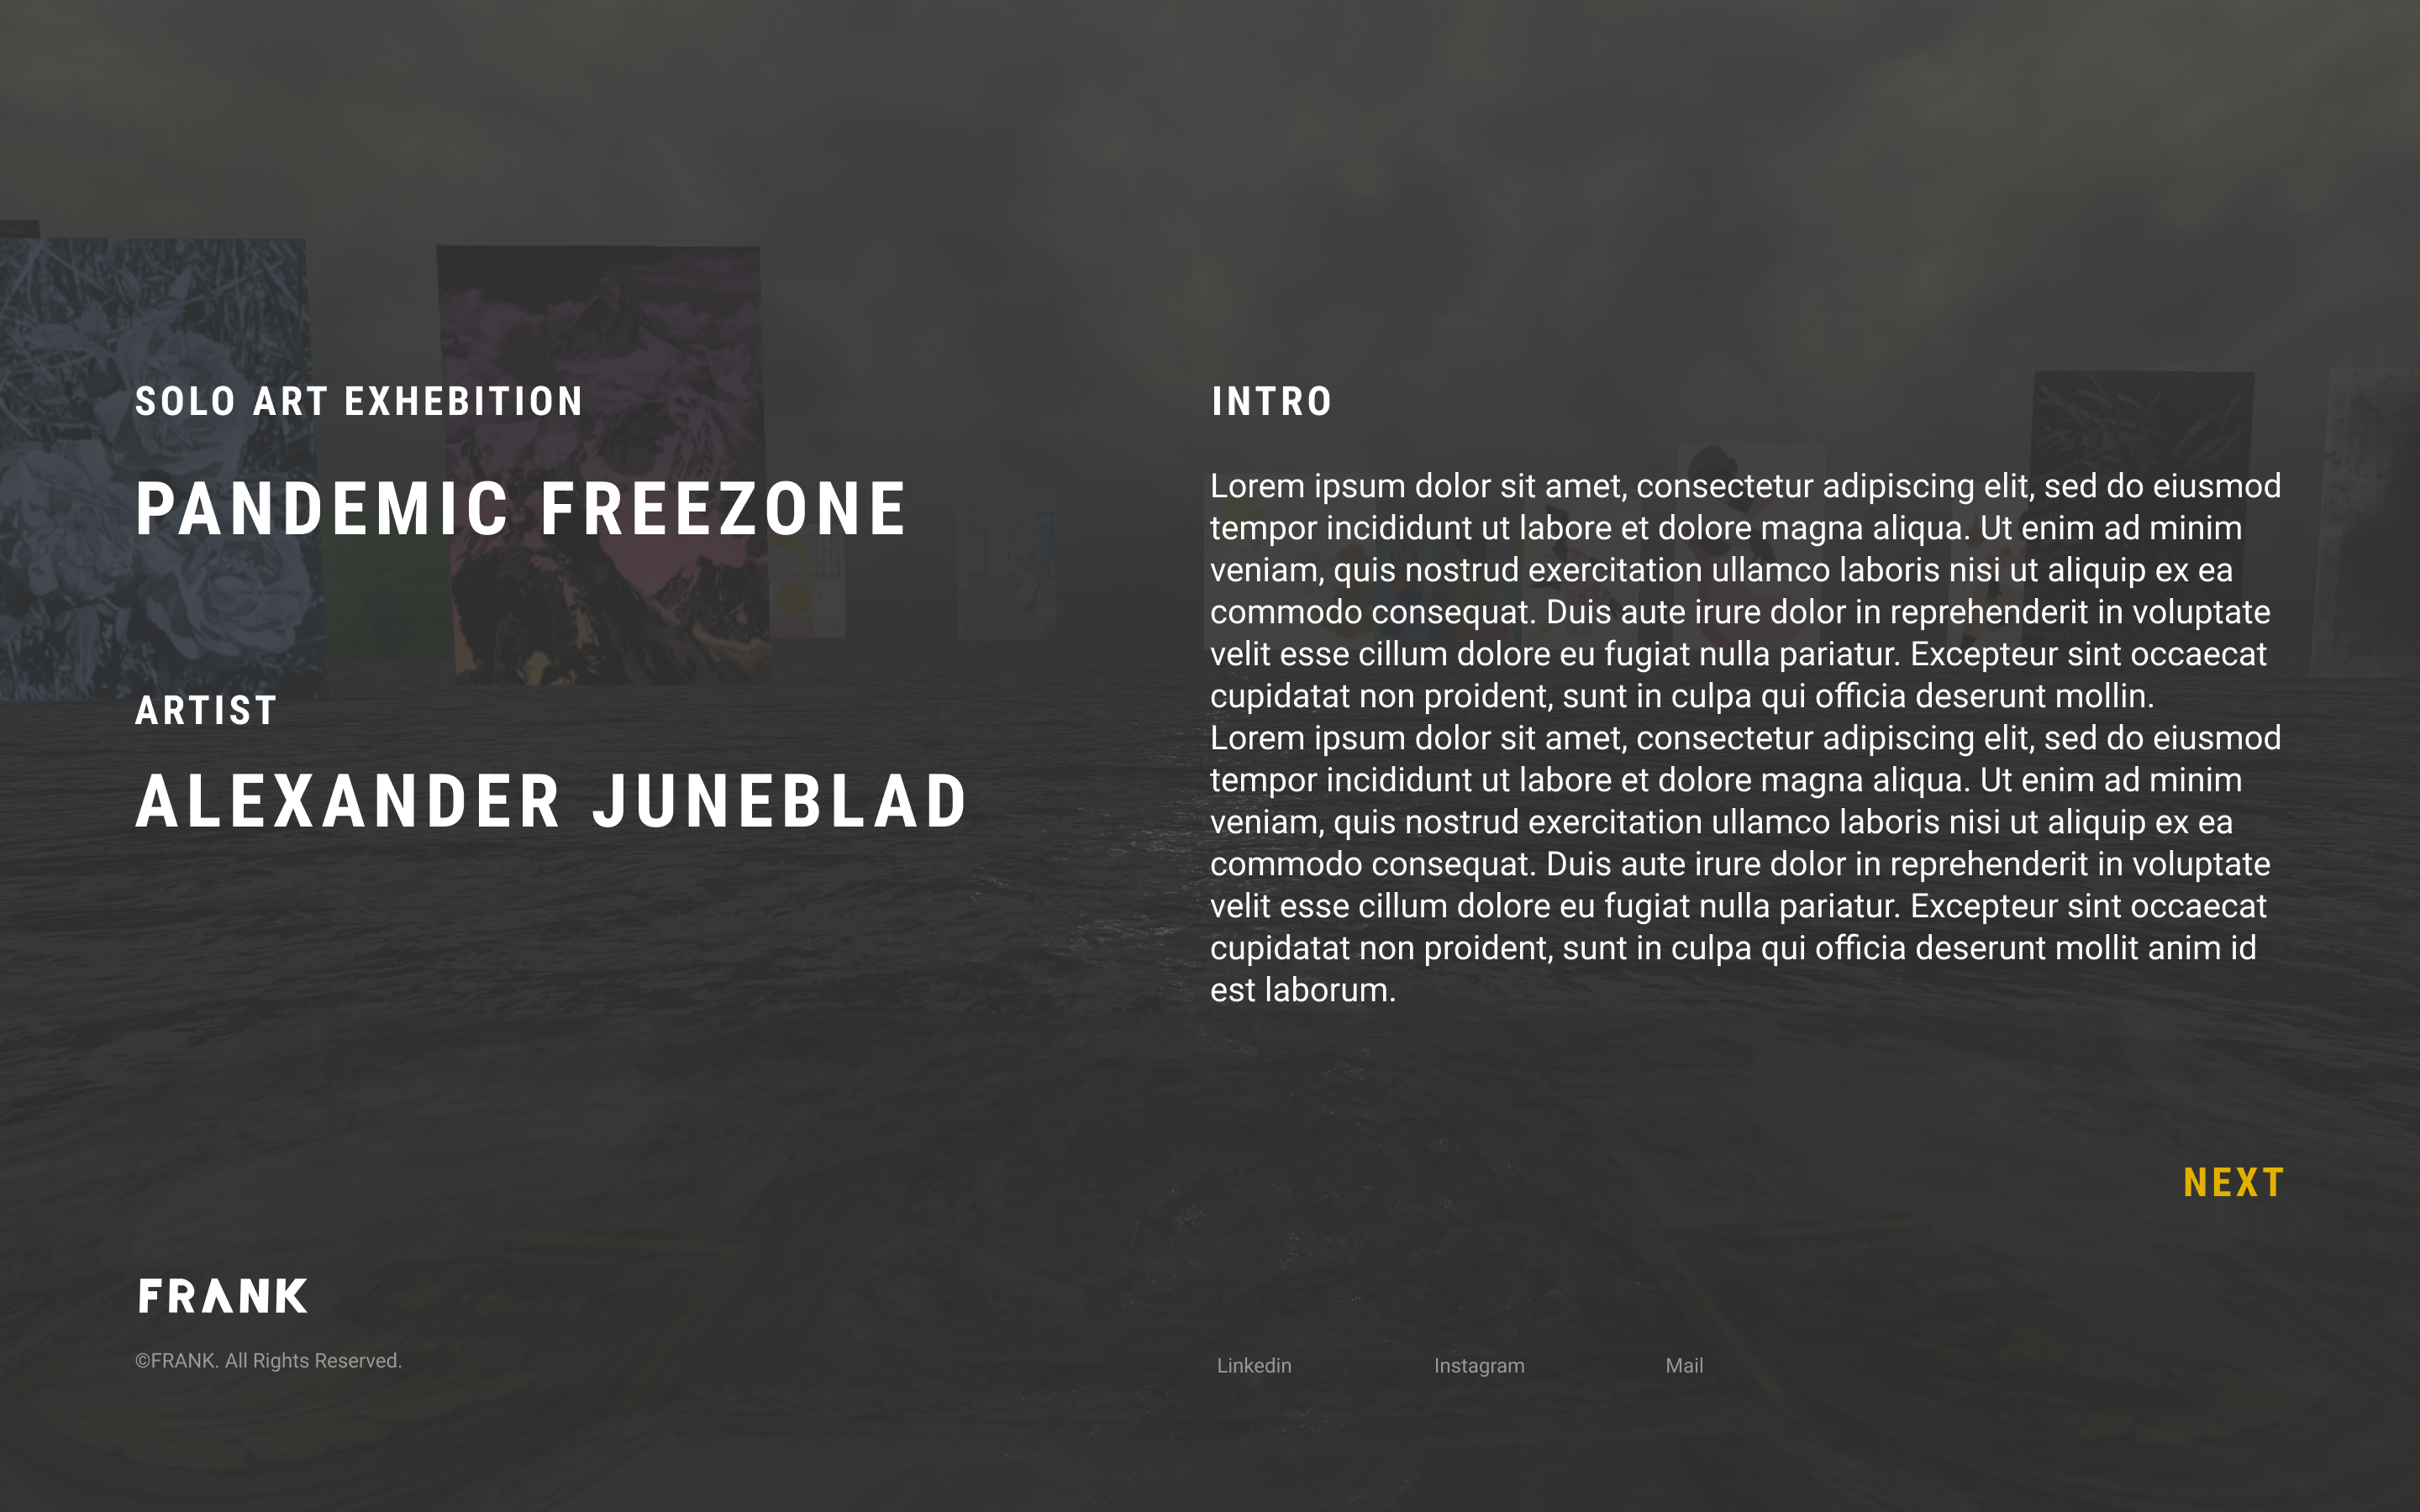 SOLO ART EXHEBITION
PANDEMIC FREEZONE
ARTIST
ALEXANDER JUNEBLAD
INTRO
Lorem ipsum dolor sit amet, consectetur adipiscing elit, sed do eiusmod
tempor incididunt ut labore et dolore magna aliqua. Ut enim ad minim
veniam, quis nostrud exercitation ullamco laboris nisi ut aliquip ex ea
commodo consequat. Duis aute irure dolor in reprehenderit in voluptate
velit esse cillum dolore eu fugiat nulla pariatur. Excepteur sint occaecat
cupidatat non proident, sunt in culpa qui officia deserunt mollin.
Lorem ipsum dolor sit amet, consectetur adipiscing elit, sed do eiusmod
tempor incididunt ut labore et dolore magna aliqua. Ut enim ad minim
veniam, quis nostrud exercitation ullamco laboris nisi ut aliquip ex ea
commodo consequat. Duis aute irure dolor in reprehenderit in voluptate
velit esse cillum dolore eu fugiat nulla pariatur. Excepteur sint occaecat
cupidatat non proident, sunt in culpa qui officia deserunt mollit anim id
est laborum.
NEXT
FRANK
©FRANK. All Rights Reserved.
Linkedin
Instagram
Mail